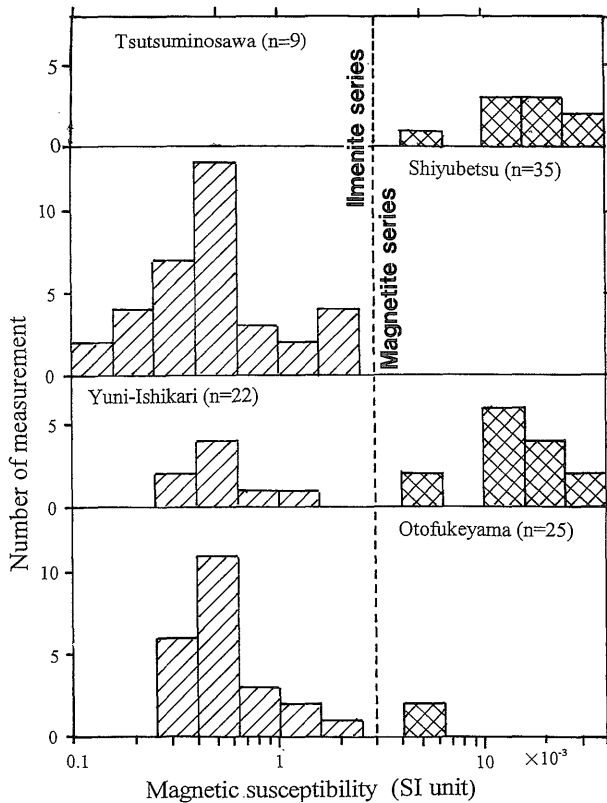 Tsutsuminosawa (n=9)
5
0
Ilmenite series
Magnetite series
Shiyubetsu (n=35)
10
5
0
Yuni-Ishikari (n=22)
5
0
Otofukeyama (n=25)
10
5
0
Number of measurement
0.1 1 10 ×10⁻³
Magnetic susceptibility (SI unit)